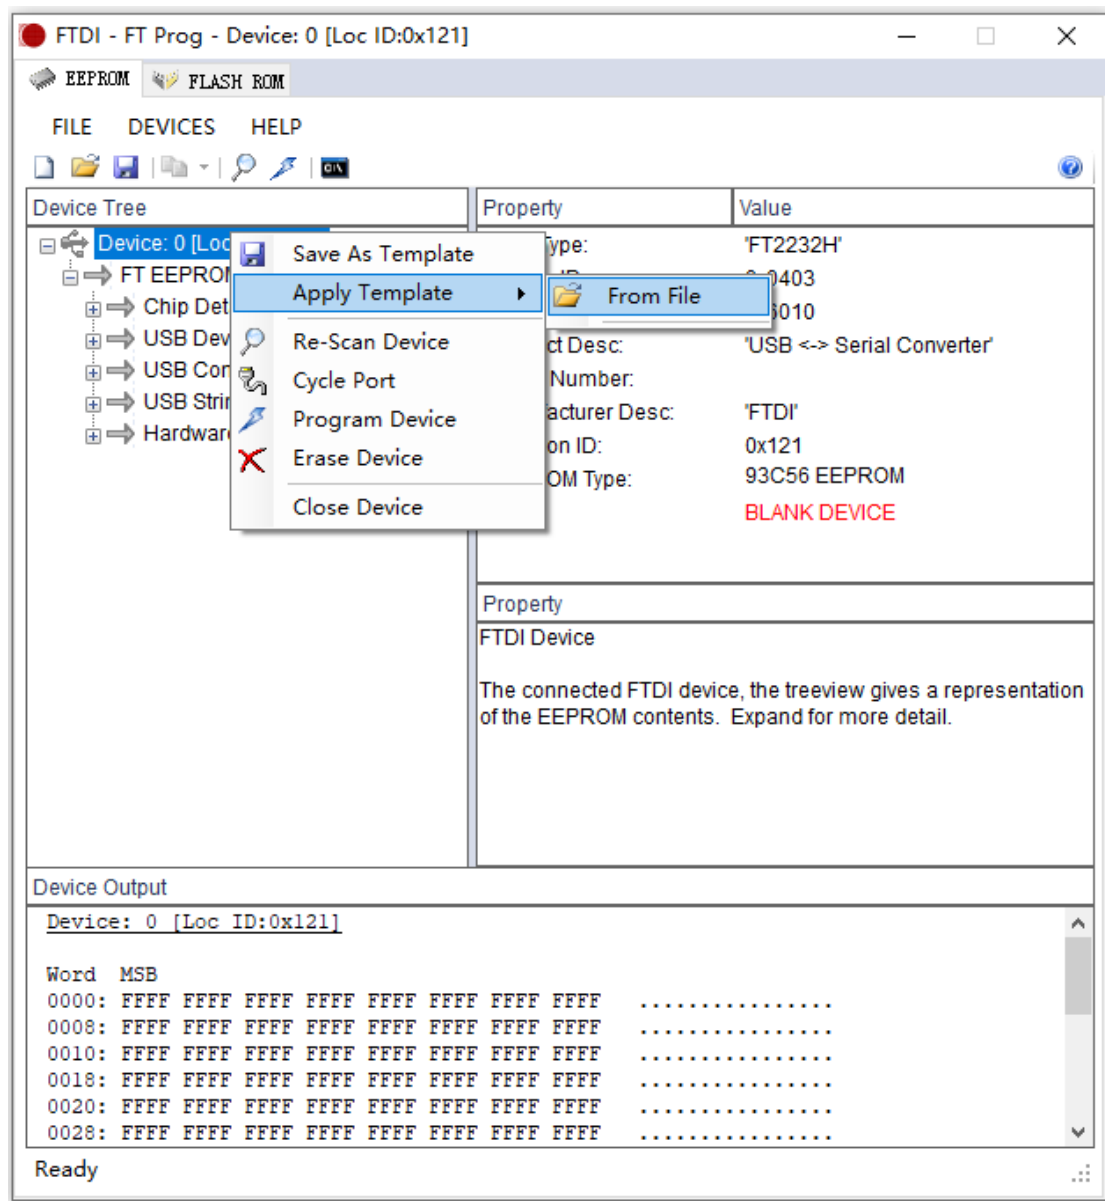 FTDI - FT Prog - Device: 0 [Loc ID:0x121]
EEPROM FLASH ROM
FILE DEVICES HELP
Device Tree
Property Value
Device: 0 [Loc
FT EEPRO
Chip Det
USB Dev
USB Con
USB Strin
Hardwar
Save As Template
Apply Template
Re-Scan Device
Cycle Port
Program Device
Erase Device
Close Device
From File
Type: 'FT2232H'
0403
6010
ct Desc: 'USB <-> Serial Converter'
Number:
acturer Desc: 'FTDI'
on ID: 0x121
OM Type: 93C56 EEPROM
BLANK DEVICE
Property
FTDI Device
The connected FTDI device, the treeview gives a representation
of the EEPROM contents. Expand for more detail.
Device Output
Device: 0 [Loc ID:0x121]
Word MSB
0000: FFFF FFFF FFFF FFFF FFFF FFFF FFFF FFFF ................
0008: FFFF FFFF FFFF FFFF FFFF FFFF FFFF FFFF ................
0010: FFFF FFFF FFFF FFFF FFFF FFFF FFFF FFFF ................
0018: FFFF FFFF FFFF FFFF FFFF FFFF FFFF FFFF ................
0020: FFFF FFFF FFFF FFFF FFFF FFFF FFFF FFFF ................
0028: FFFF FFFF FFFF FFFF FFFF FFFF FFFF FFFF ................
Ready